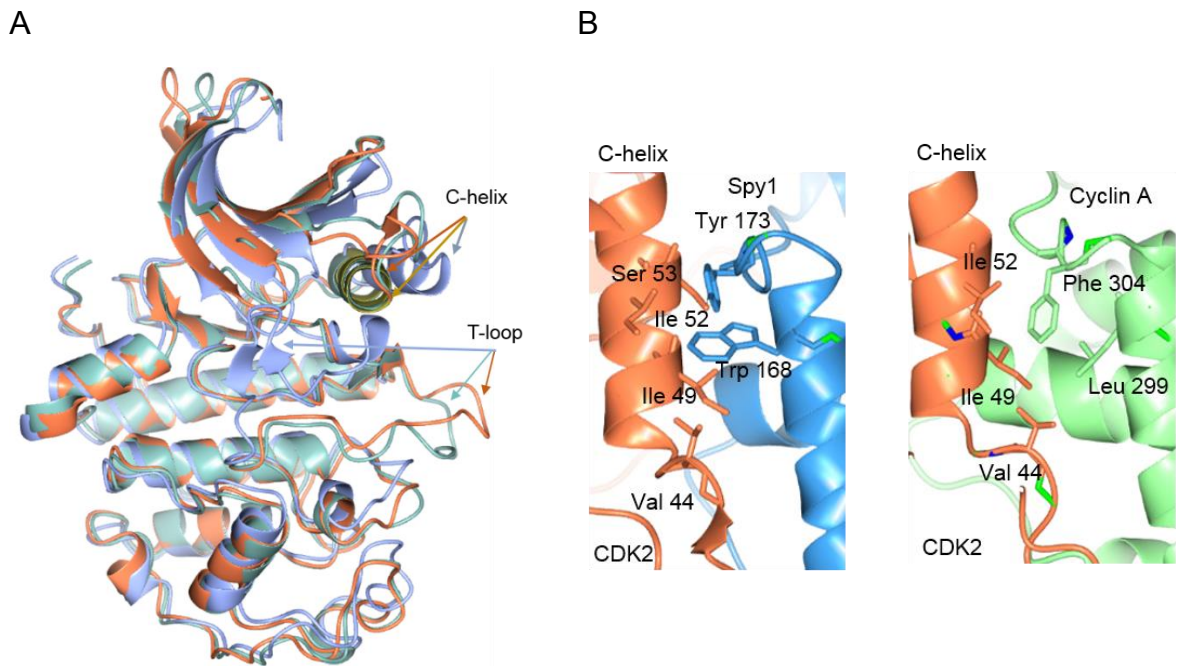 A
B
C-helix
T-loop
C-helix
Spy1
Tyr 173
Ser 53
Ile 52
Trp 168
Ile 49
Val 44
CDK2
C-helix
Cyclin A
Ile 52
Phe 304
Ile 49
Leu 299
Val 44
CDK2